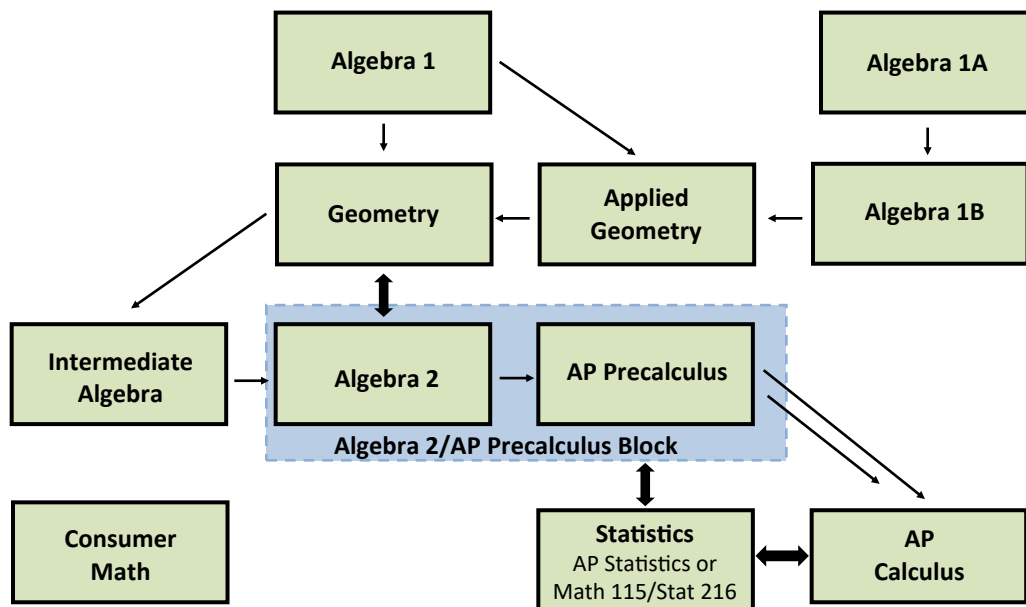 Algebra 1
Algebra 1A
Geometry
Applied
Geometry
Algebra 1B
Intermediate
Algebra
Algebra 2
AP Precalculus
Algebra 2/AP Precalculus Block
Consumer
Math
Statistics
AP Statistics or
Math 115/Stat 216
AP
Calculus